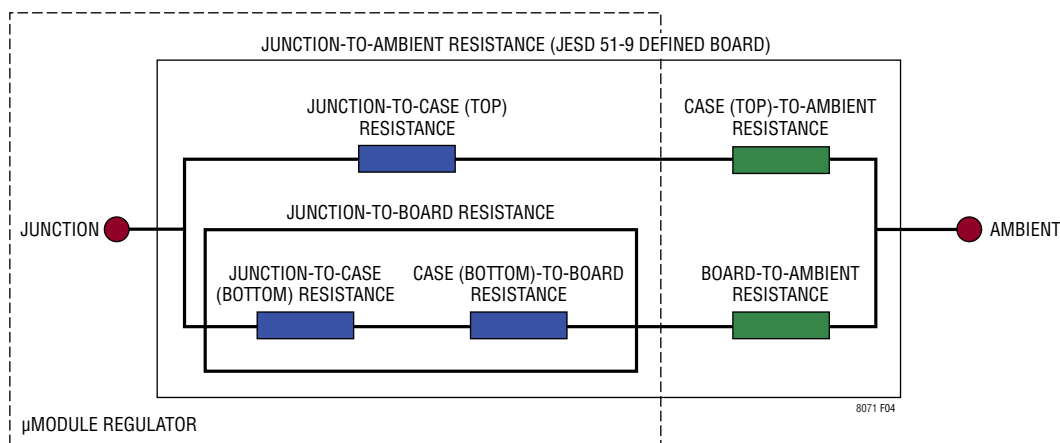 JUNCTION-TO-AMBIENT RESISTANCE (JESD 51-9 DEFINED BOARD)
JUNCTION-TO-CASE (TOP)
RESISTANCE
CASE (TOP)-TO-AMBIENT
RESISTANCE
JUNCTION
JUNCTION-TO-BOARD RESISTANCE
AMBIENT
JUNCTION-TO-CASE
(BOTTOM) RESISTANCE
CASE (BOTTOM)-TO-BOARD
RESISTANCE
BOARD-TO-AMBIENT
RESISTANCE
8071 F04
µMODULE REGULATOR